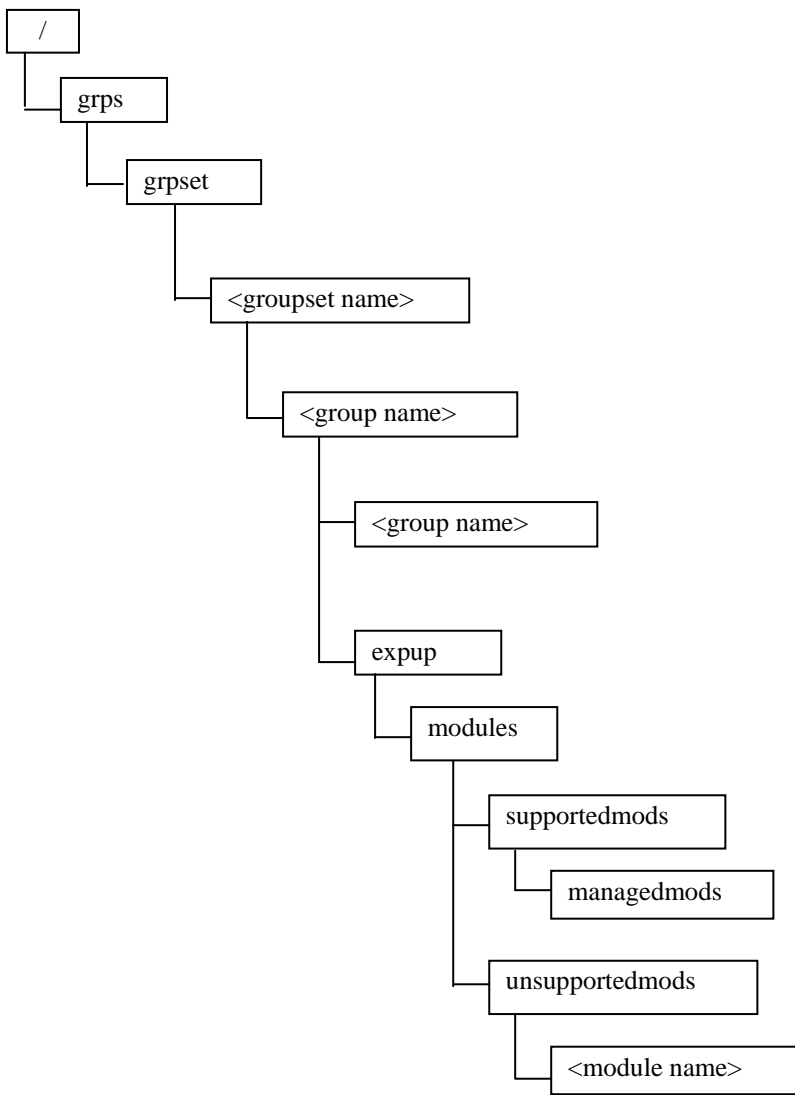 /
grps
grpset
<groupset name>
<group name>
<group name>
expup
modules
supportedmods
managedmods
unsupportedmods
<module name>